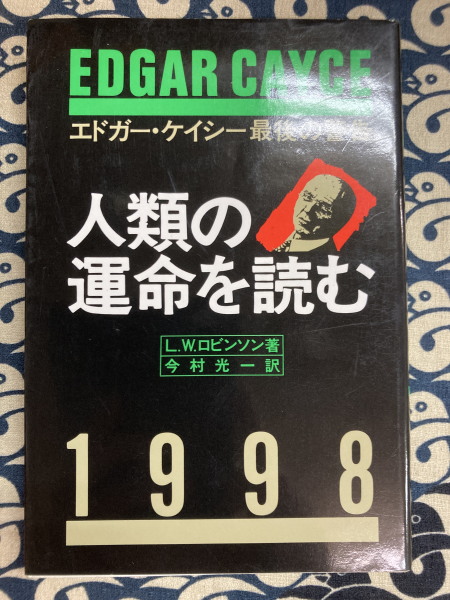 EDGAR CAYCE
エドガー・ケイシー最後の警告
人類の
運命を読む
L.W.ロビンソン著
今村光一訳
1998